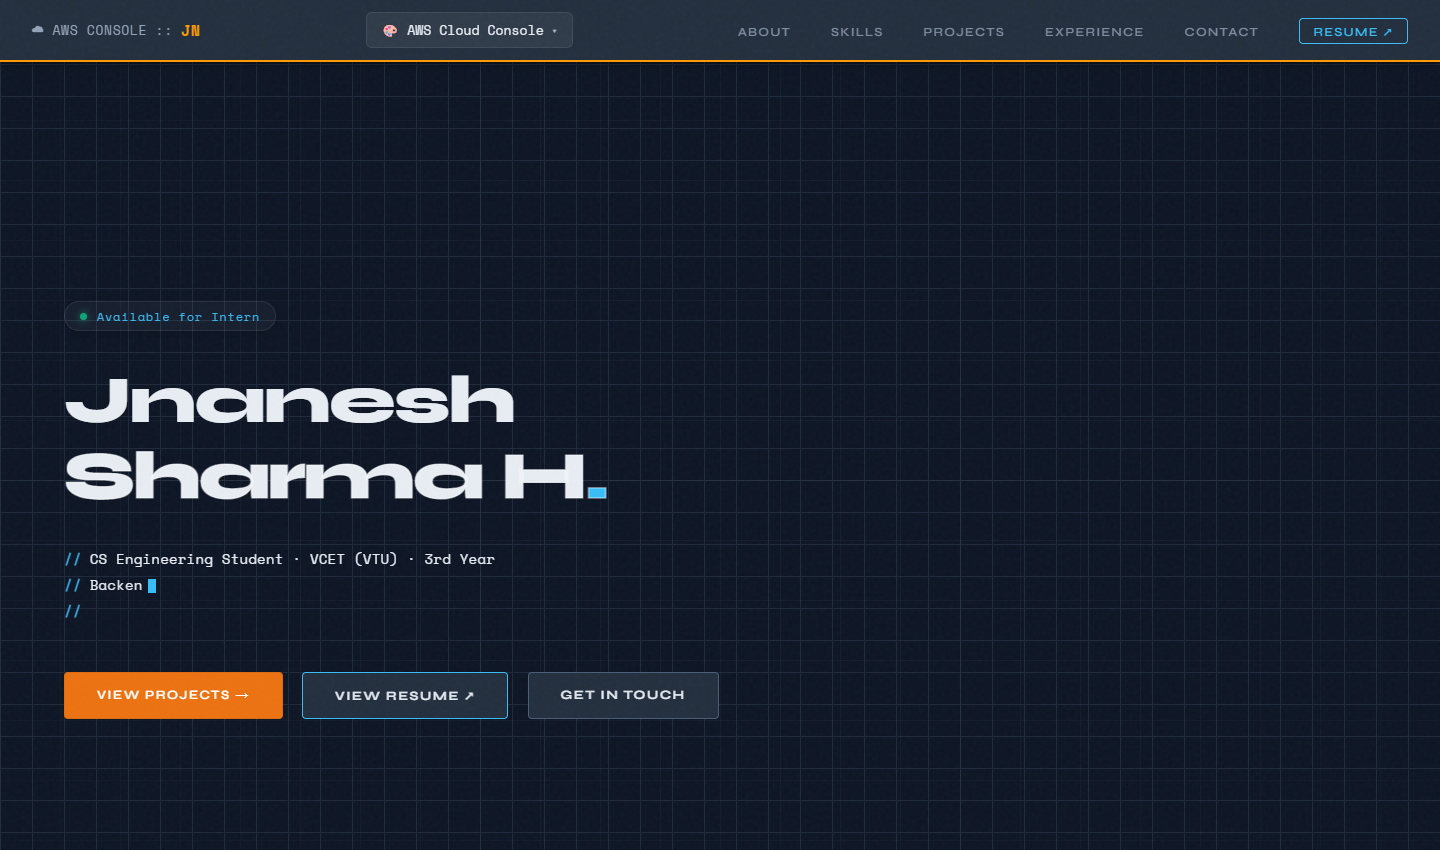 AWS CONSOLE :: JN
AWS Cloud Console ▾
ABOUT
SKILLS
PROJECTS
EXPERIENCE
CONTACT
RESUME ↗
Available for Intern
Jnanesh
Sharma H.
// CS Engineering Student · VCET (VTU) · 3rd Year
// Backen
//
VIEW PROJECTS →
VIEW RESUME ↗
GET IN TOUCH